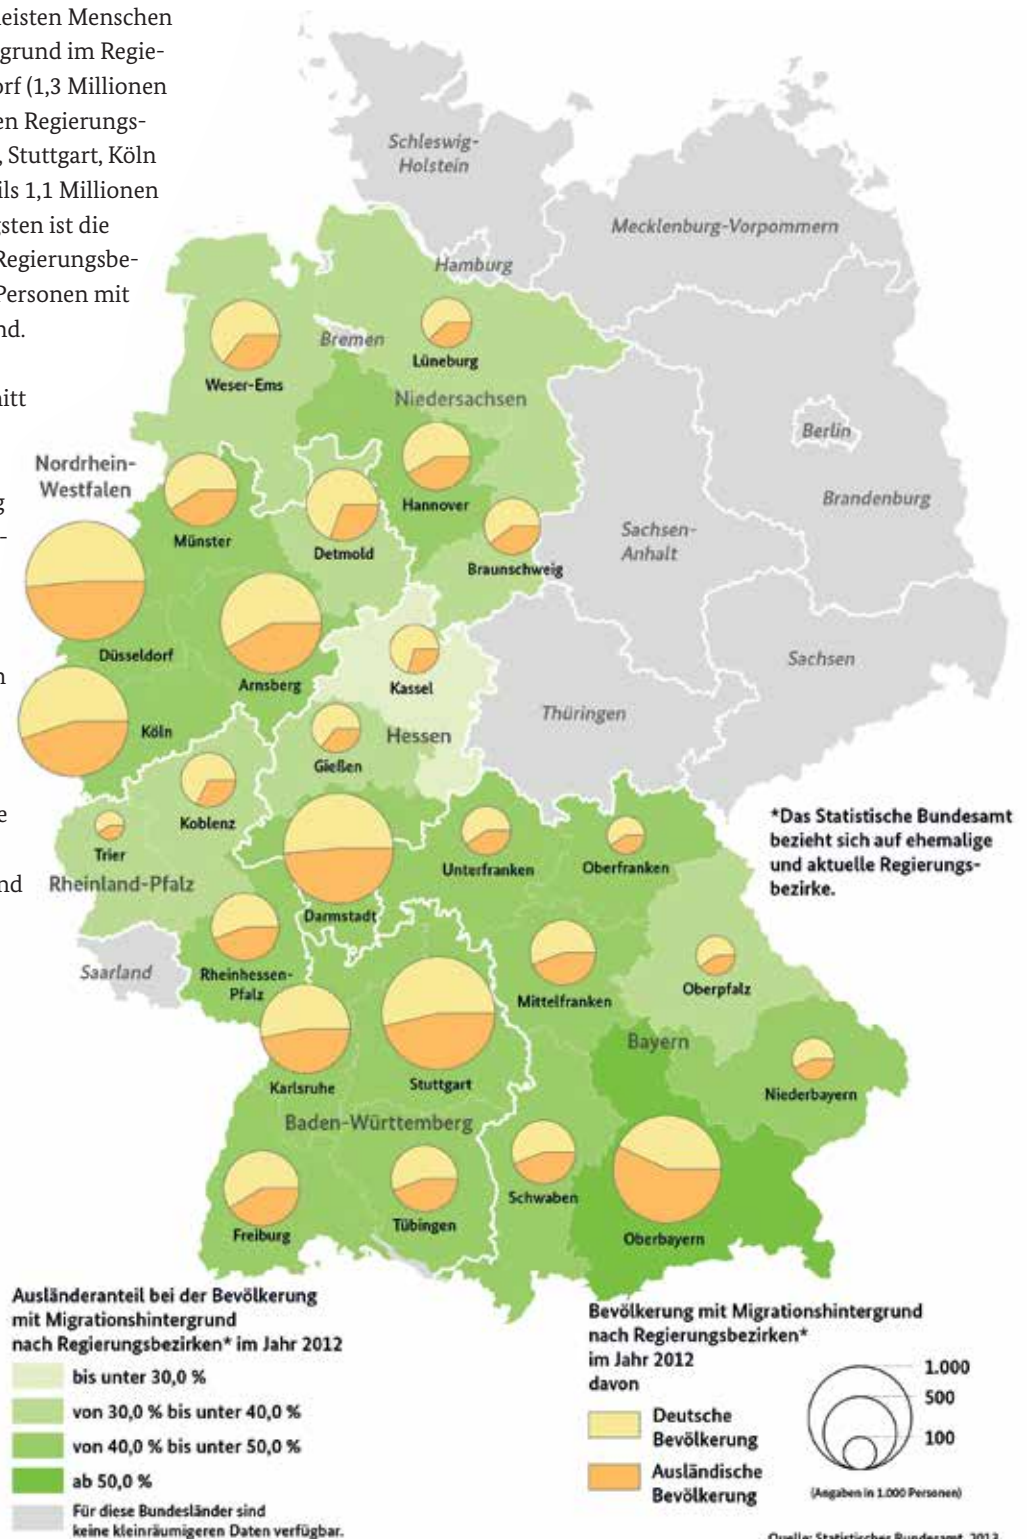 eisten Menschen
grund im Regie-
orf (1,3 Millionen
en Regierungs-
, Stuttgart, Köln
ils 1,1 Millionen
gsten ist die
Regierungsbe-
Personen mit
nd.
nitt
g
-
n
e
nd
Schleswig-
Holstein
Mecklenburg-Vorpommern
Hamburg
Bremen
Lüneburg
Weser-Ems
Niedersachsen
Berlin
Nordrhein-
Westfalen
Hannover
Brandenburg
Münster
Detmold
Sachsen-
Anhalt
Braunschweig
Düsseldorf
Arnsberg
Kassel
Sachsen
Thüringen
Köln
Hessen
Gießen
Koblenz
Trier
Unterfranken
Oberfranken
*Das Statistische Bundesamt
bezieht sich auf ehemalige
und aktuelle Regierungs-
bezirke.
Rheinland-Pfalz
Darmstadt
Saarland
Rheinhessen-
Pfalz
Mittelfranken
Oberpfalz
Bayern
Karlsruhe
Stuttgart
Niederbayern
Baden-Württemberg
Schwaben
Freiburg
Tübingen
Oberbayern
Ausländeranteil bei der Bevölkerung
mit Migrationshintergrund
nach Regierungsbezirken* im Jahr 2012
bis unter 30,0 %
von 30,0 % bis unter 40,0 %
von 40,0 % bis unter 50,0 %
ab 50,0 %
Für diese Bundesländer sind
keine kleinräumigeren Daten verfügbar.
Bevölkerung mit Migrationshintergrund
nach Regierungsbezirken*
im Jahr 2012
davon
Deutsche
Bevölkerung
Ausländische
Bevölkerung
1.000
500
100
(Angaben in 1.000 Personen)
Quelle: Statistisches Bundesamt, 2013